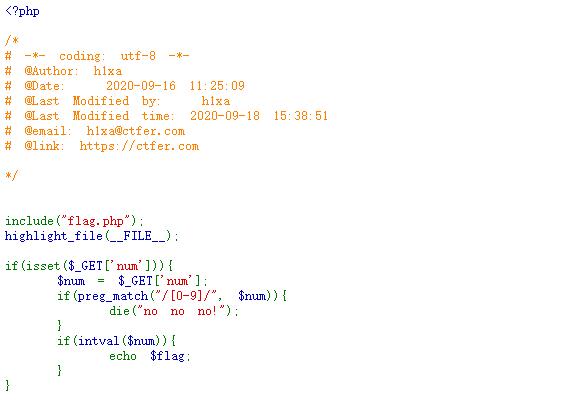 <?php
/*
# -*- coding: utf-8 -*-
# @Author: h1xa
# @Date:   2020-09-16 11:25:09
# @Last Modified by:   h1xa
# @Last Modified time: 2020-09-18 15:38:51
# @email: h1xa@ctfer.com
# @link: https://ctfer.com
*/
include("flag.php");
highlight_file(__FILE__);
if(isset($_GET['num'])){
    $num = $_GET['num'];
    if(preg_match("/[0-9]/", $num)){
        die("no no no!");
    }
    if(intval($num)){
        echo $flag;
    }
}